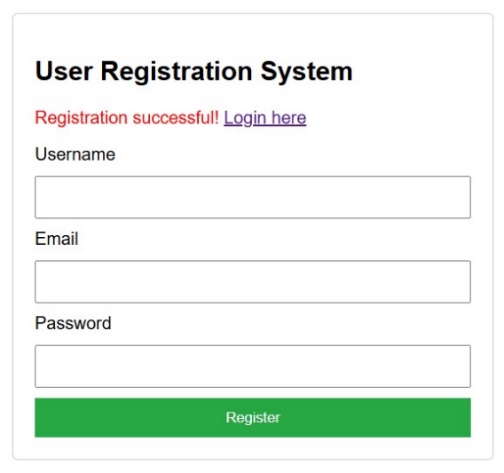 User Registration System
Registration successful! Login here
Username
Email
Password
Register